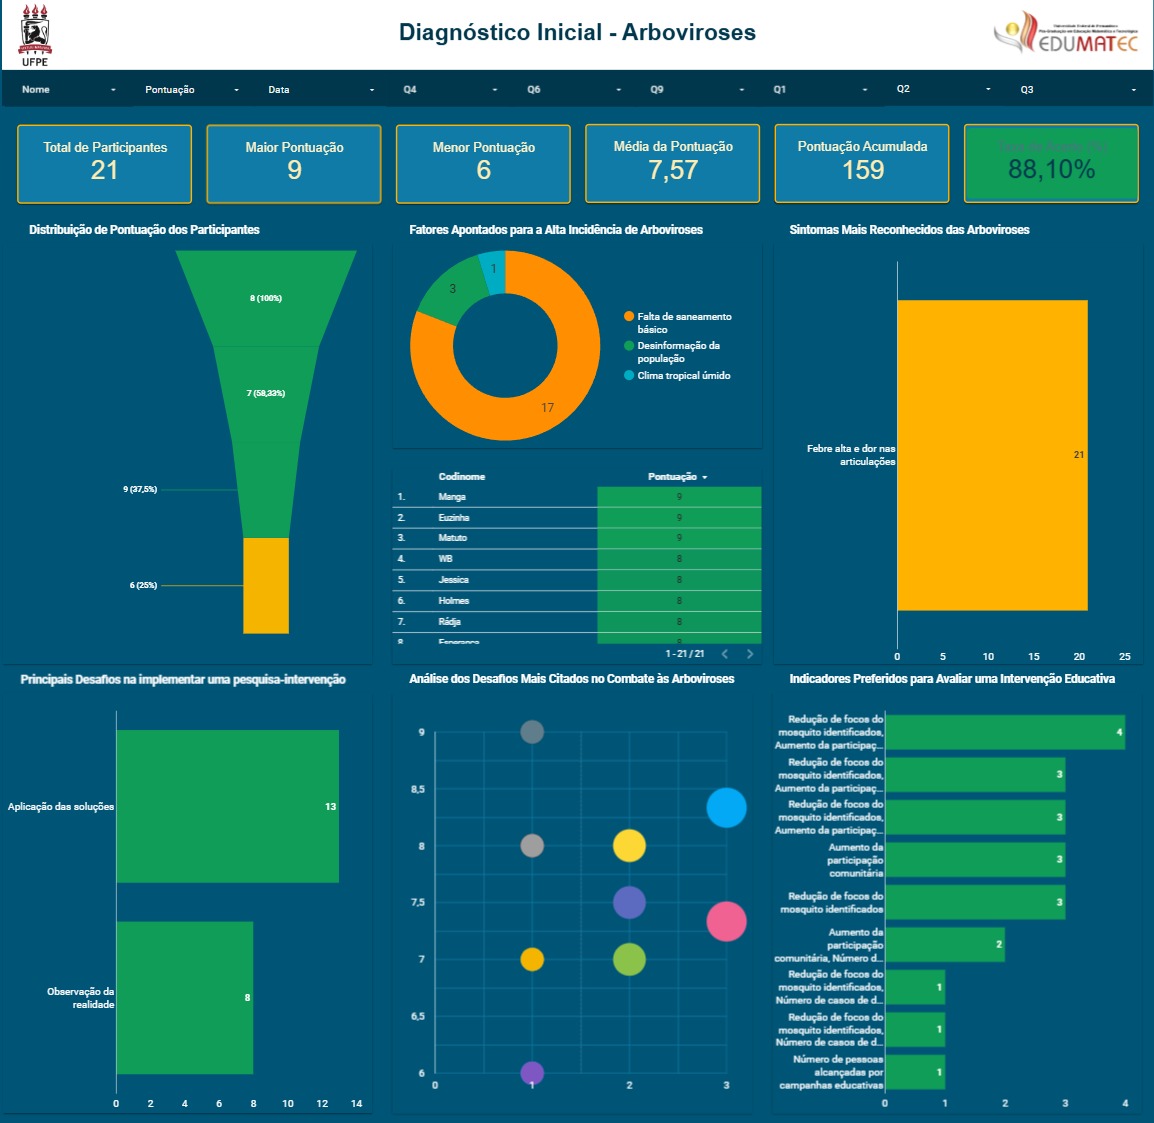 Diagnóstico Inicial - Arboviroses
UFPE
EDUMATEC
Nome
Pontuação
Data
Q4
Q6
Q9
Q1
Q2
Q3
Total de Participantes
21
Maior Pontuação
9
Menor Pontuação
6
Média da Pontuação
7,57
Pontuação Acumulada
159
88,10%
Distribuição de Pontuação dos Participantes
8 (100%)
7 (58,33%)
9 (37,5%)
6 (25%)
Fatores Apontados para a Alta Incidência de Arboviroses
1
3
17
Falta de saneamento
básico
Desinformação da
população
Clima tropical úmido
Codinome Pontuação
1. Manga 9
2. Euzinha 9
3. Matuto 9
4. WB 8
5. Jessica 8
6. Holmes 8
7. Rádja 8
8. Esperança 8
1 - 21 / 21
Sintomas Mais Reconhecidos das Arboviroses
Febre alta e dor nas
articulações
21
0 5 10 15 20 25
Principais Desafios na implementar uma pesquisa-intervenção
Aplicação das soluções
13
Observação da
realidade
8
0 2 4 6 8 10 12 14
Análise dos Desafios Mais Citados no Combate às Arboviroses
9
8,5
8
7,5
7
6,5
6
0 1 2 3
Indicadores Preferidos para Avaliar uma Intervenção Educativa
Redução de focos do
mosquito identificados,
Aumento da participaç...
4
Redução de focos do
mosquito identificados,
Aumento da participaç...
3
Redução de focos do
mosquito identificados,
Aumento da participaç...
3
Aumento da
participação
comunitária
3
Redução de focos do
mosquito identificados
3
Aumento da
participação
comunitária, Número d...
2
Redução de focos do
mosquito identificados,
Número de casos de d...
1
Redução de focos do
mosquito identificados,
Número de casos de d...
1
Número de pessoas
alcançadas por
campanhas educativas
1
0 1 2 3 4